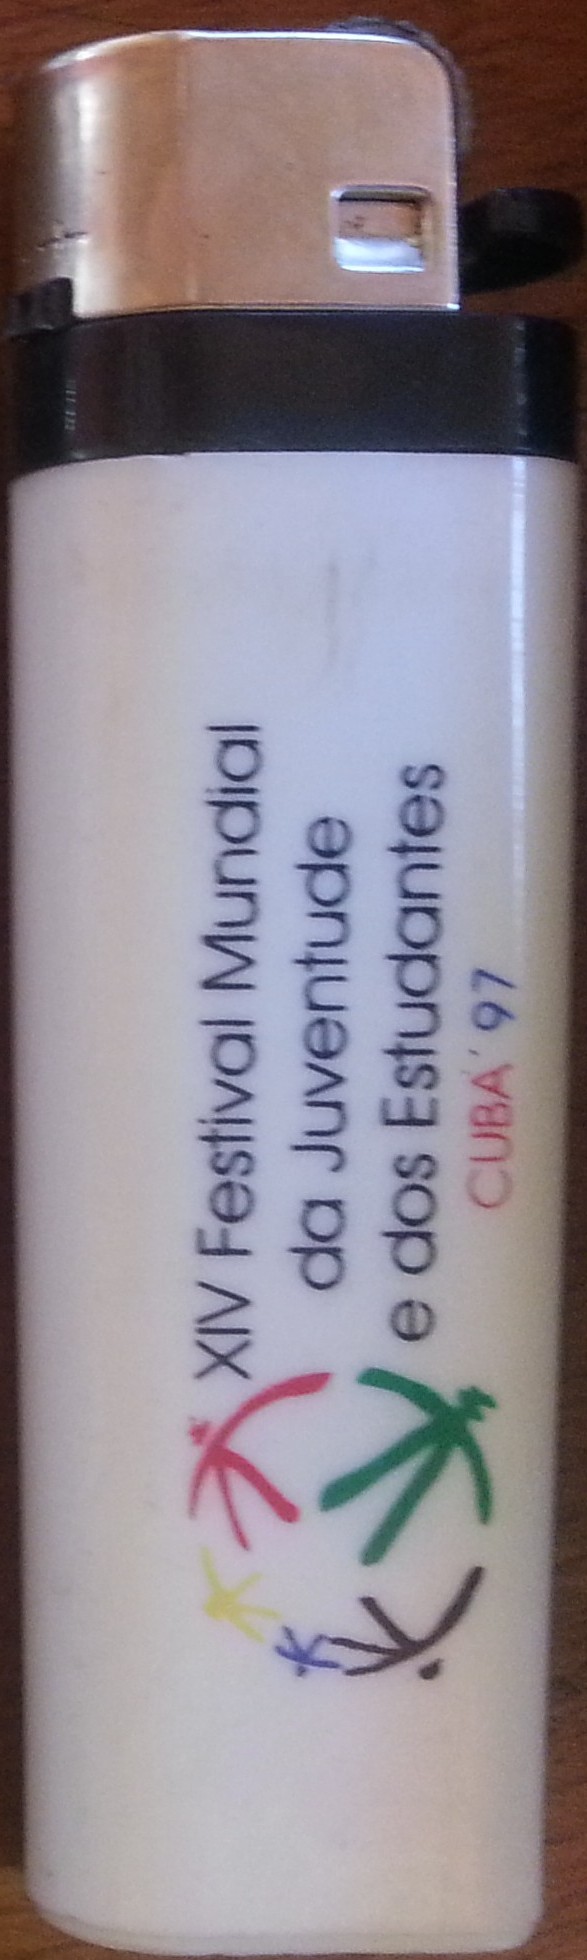 XIV Festival Mundial
da Juventude
e dos Estudantes
CUBA' 97